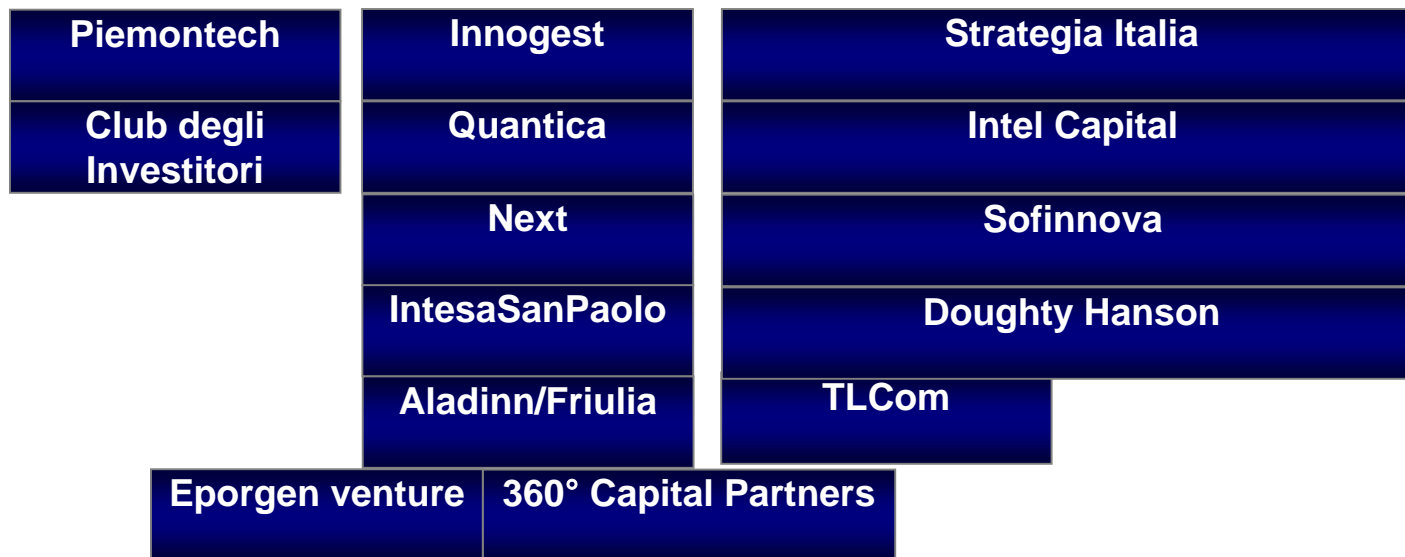 Piemontech
Club degli
Investitori
Innogest
Quantica
Next
IntesaSanPaolo
Aladinn/Friulia
Strategia Italia
Intel Capital
Sofinnova
Doughty Hanson
TLCom
Eporgen venture
360° Capital Partners